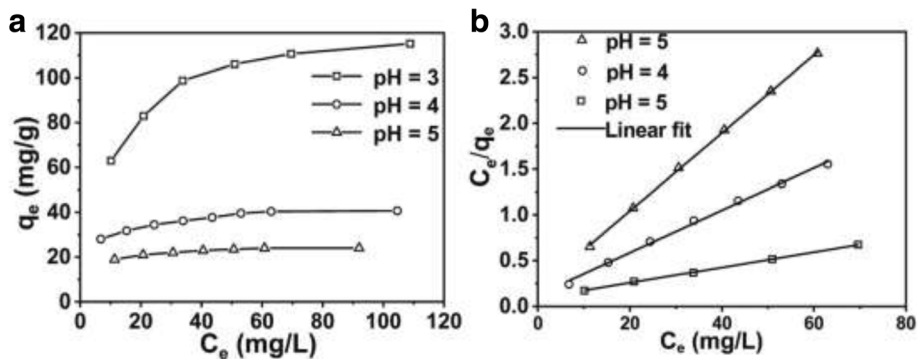 a
120
100
80
60
40
20
0
qe (mg/g)
pH = 3
pH = 4
pH = 5
0 20 40 60 80 100 120
Ce (mg/L)
b
3.0
2.5
2.0
1.5
1.0
0.5
0.0
Ce/qe
pH = 5
pH = 4
pH = 5
Linear fit
0 20 40 60 80
Ce (mg/L)